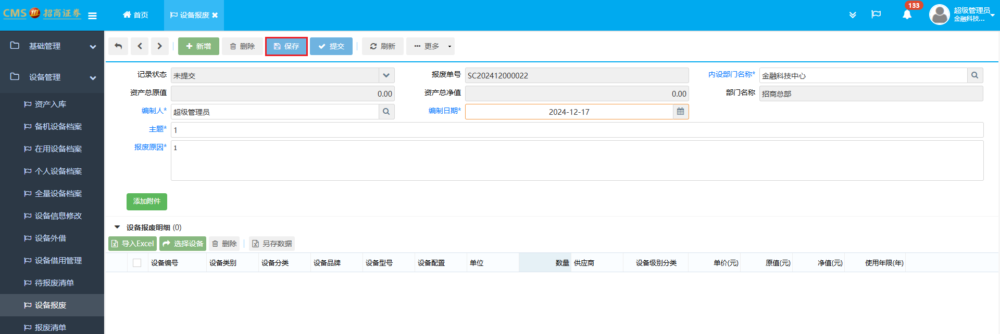 CMS 招商证券
首页
设备报废
133
超级管理员
金融科技...
基础管理
设备管理
资产入库
备机设备档案
在用设备档案
个人设备档案
全量设备档案
设备信息修改
设备外借
设备借用管理
待报废清单
设备报废
报废清单
新增 删除 保存 提交 刷新 ··· 更多
记录状态 未提交 报废单号 SC202412000022 内设部门名称* 金融科技中心
资产总原值 0.00 资产总净值 0.00 部门名称 招商总部
编制人* 超级管理员 编制日期* 2024-12-17
主题* 1
报废原因* 1
添加附件
设备报废明细 (0)
导入Excel 选择设备 删除 另存数据
设备编号 设备类别 设备分类 设备品牌 设备型号 设备配置 单位 数量 供应商 设备级别分类 单价(元) 原值(元) 净值(元) 使用年限(年)